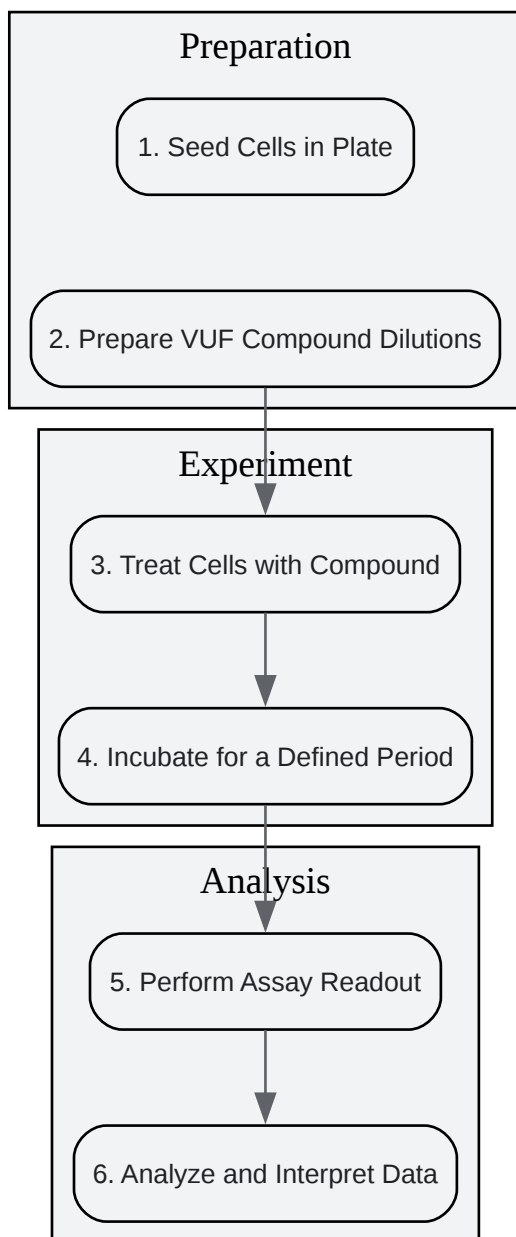 Preparation
1. Seed Cells in Plate
2. Prepare VUF Compound Dilutions
Experiment
3. Treat Cells with Compound
4. Incubate for a Defined Period
Analysis
5. Perform Assay Readout
6. Analyze and Interpret Data